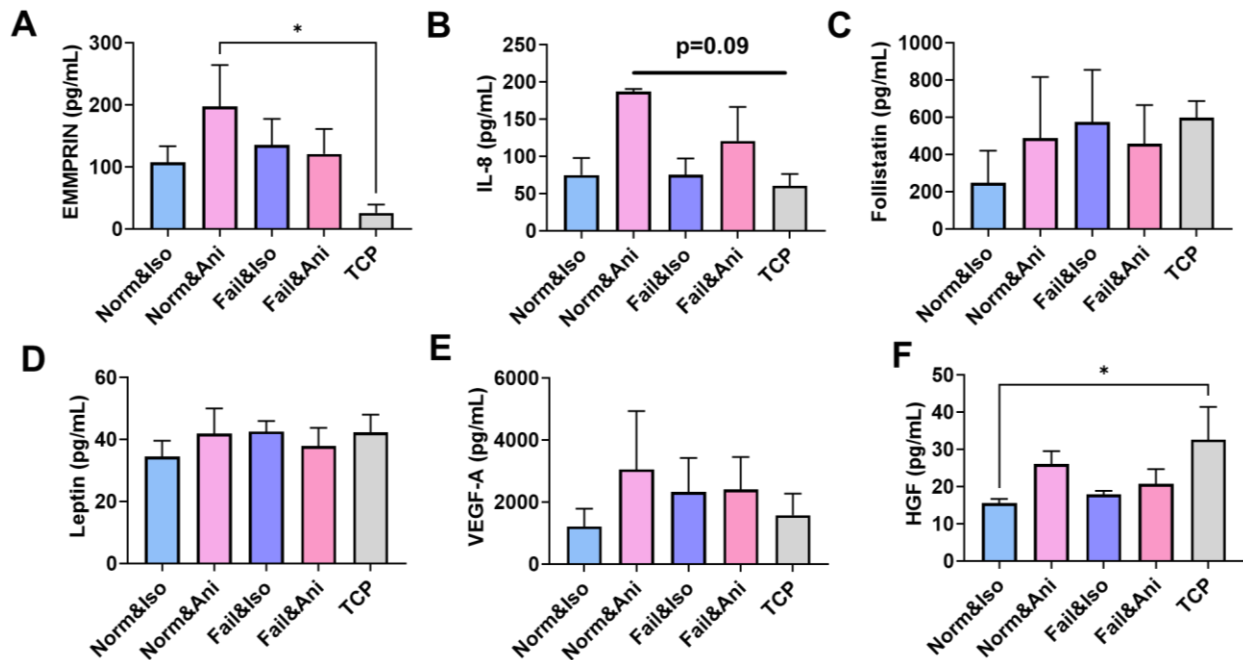 A
EMMPRIN (pg/mL)
300
200
100
0
*
Norm&Iso
Norm&Ani
Fail&Iso
Fail&Ani
TCP
B
IL-8 (pg/mL)
250
200
150
100
50
0
p=0.09
Norm&Iso
Norm&Ani
Fail&Iso
Fail&Ani
TCP
C
Follistatin (pg/mL)
1000
800
600
400
200
0
Norm&Iso
Norm&Ani
Fail&Iso
Fail&Ani
TCP
D
Leptin (pg/mL)
60
40
20
0
Norm&Iso
Norm&Ani
Fail&Iso
Fail&Ani
TCP
E
VEGF-A (pg/mL)
6000
4000
2000
0
Norm&Iso
Norm&Ani
Fail&Iso
Fail&Ani
TCP
F
HGF (pg/mL)
50
40
30
20
10
0
*
Norm&Iso
Norm&Ani
Fail&Iso
Fail&Ani
TCP